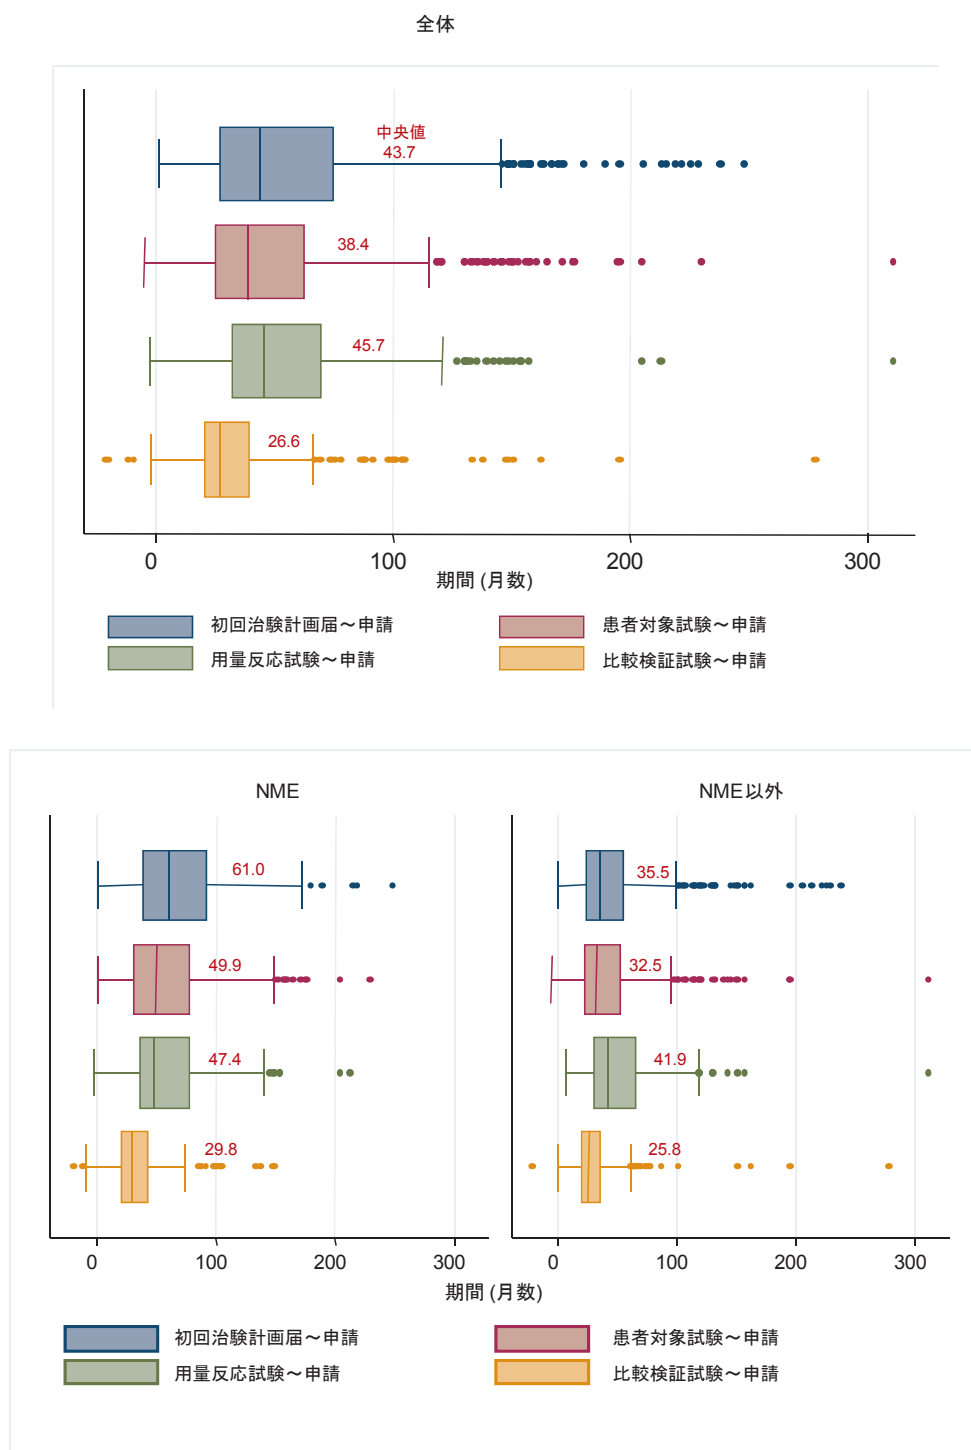 全体
中央値
43.7
38.4
45.7
26.6
0 100 200 300
期間 (月数)
初回治験計画届～申請 患者対象試験～申請
用量反応試験～申請 比較検証試験～申請
NME NME以外
61.0 35.5
49.9 32.5
47.4 41.9
29.8 25.8
0 100 200 300 0 100 200 300
期間 (月数)
初回治験計画届～申請 患者対象試験～申請
用量反応試験～申請 比較検証試験～申請